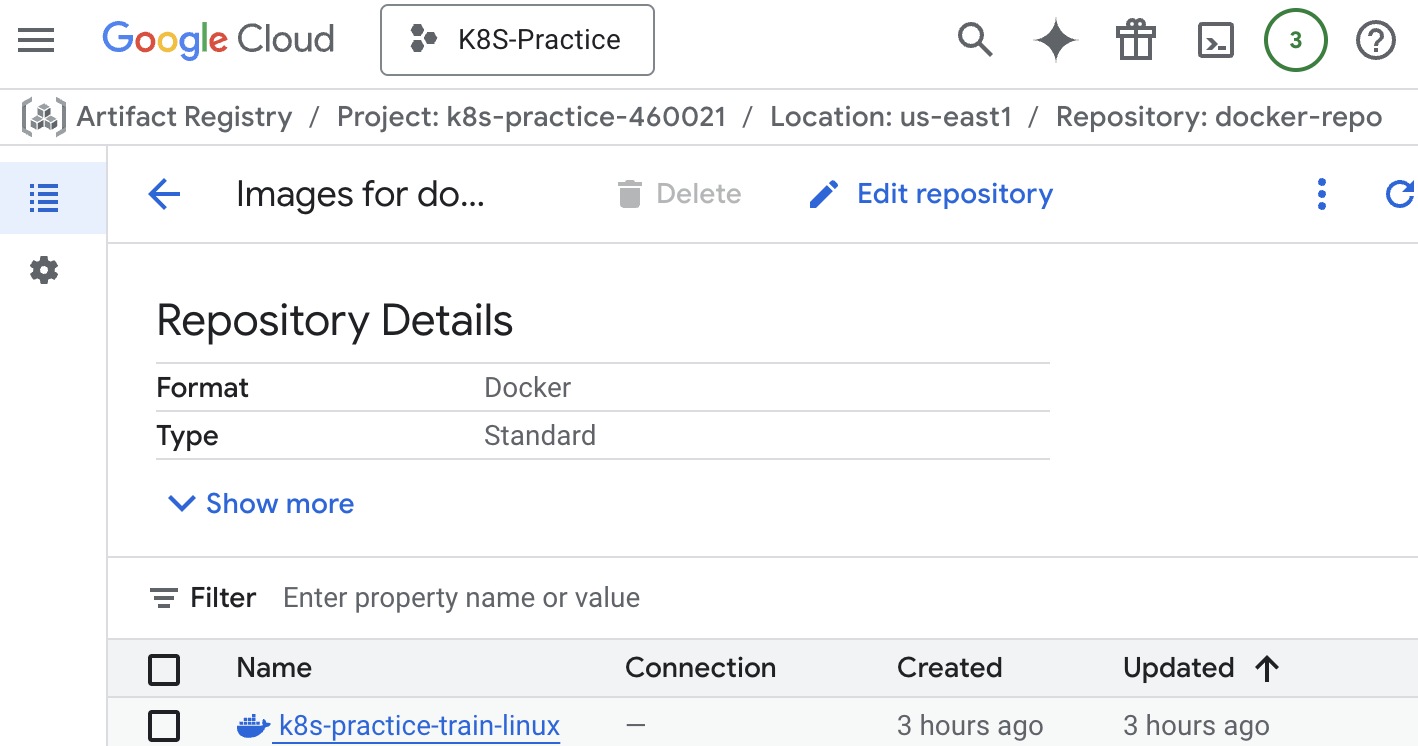 Google Cloud K8S-Practice 3
Artifact Registry / Project: k8s-practice-460021 / Location: us-east1 / Repository: docker-repo
Images for do... Delete Edit repository
Repository Details
Format Docker
Type Standard
Show more
Filter Enter property name or value
Name Connection Created Updated
k8s-practice-train-linux — 3 hours ago 3 hours ago